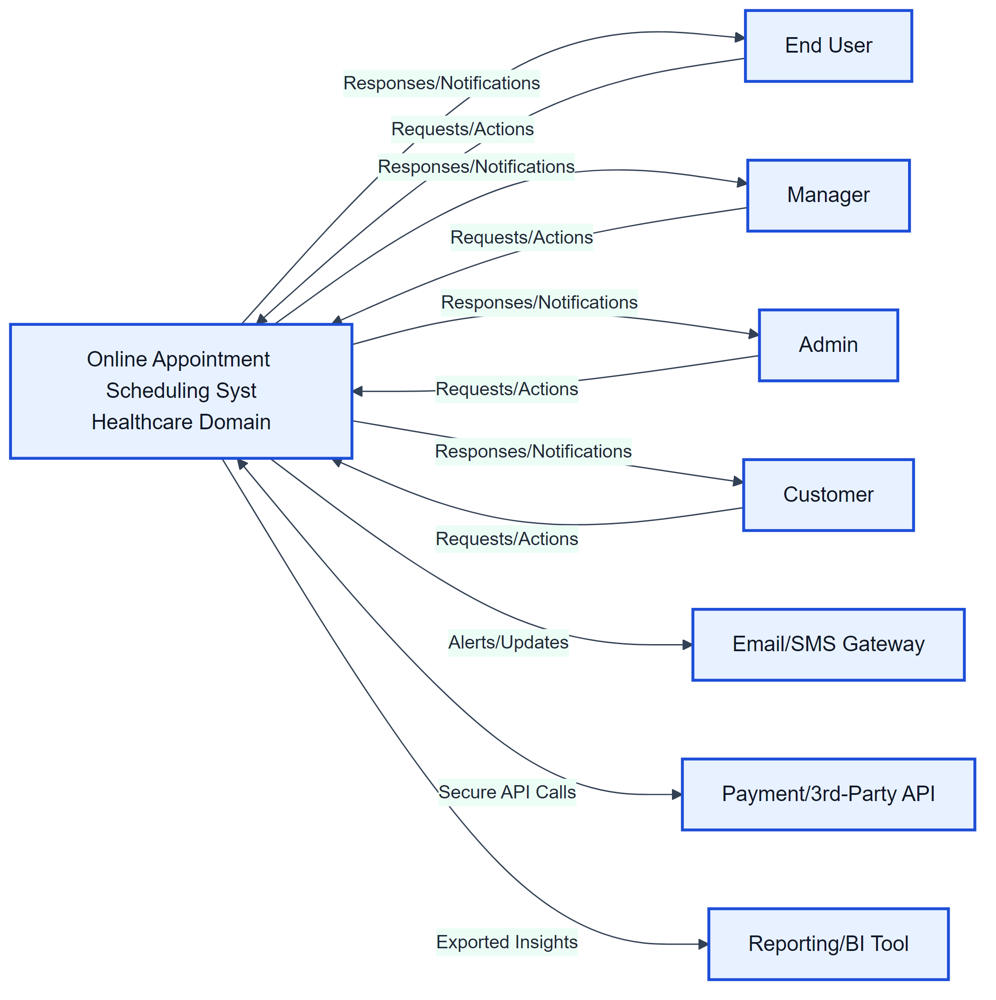 End User
Responses/Notifications
Requests/Actions
Responses/Notifications
Manager
Requests/Actions
Responses/Notifications
Admin
Online Appointment
Scheduling Syst
Healthcare Domain
Requests/Actions
Responses/Notifications
Customer
Requests/Actions
Alerts/Updates
Email/SMS Gateway
Secure API Calls
Payment/3rd-Party API
Exported Insights
Reporting/BI Tool